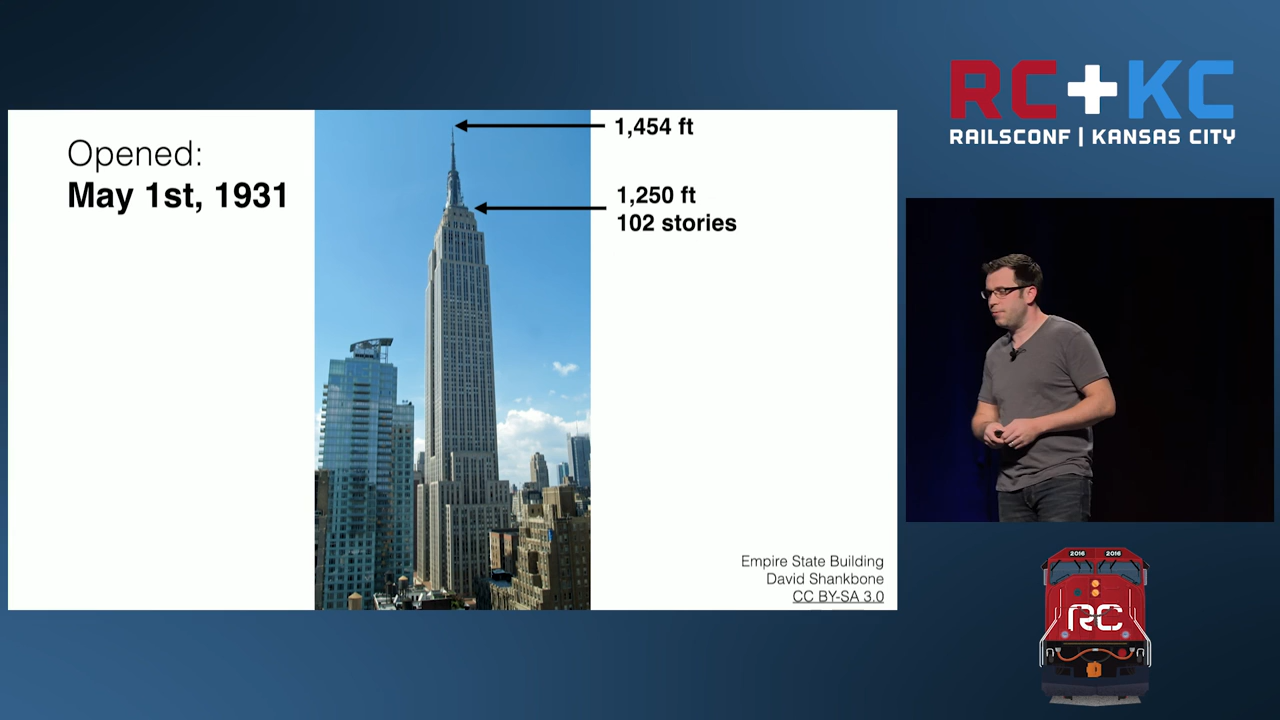 Opened:
May 1st, 1931
1,454 ft
1,250 ft
102 stories
Empire State Building
David Shankbone
CC BY-SA 3.0
RC+KC
RAILSCONF | KANSAS CITY
2016 2016
RC